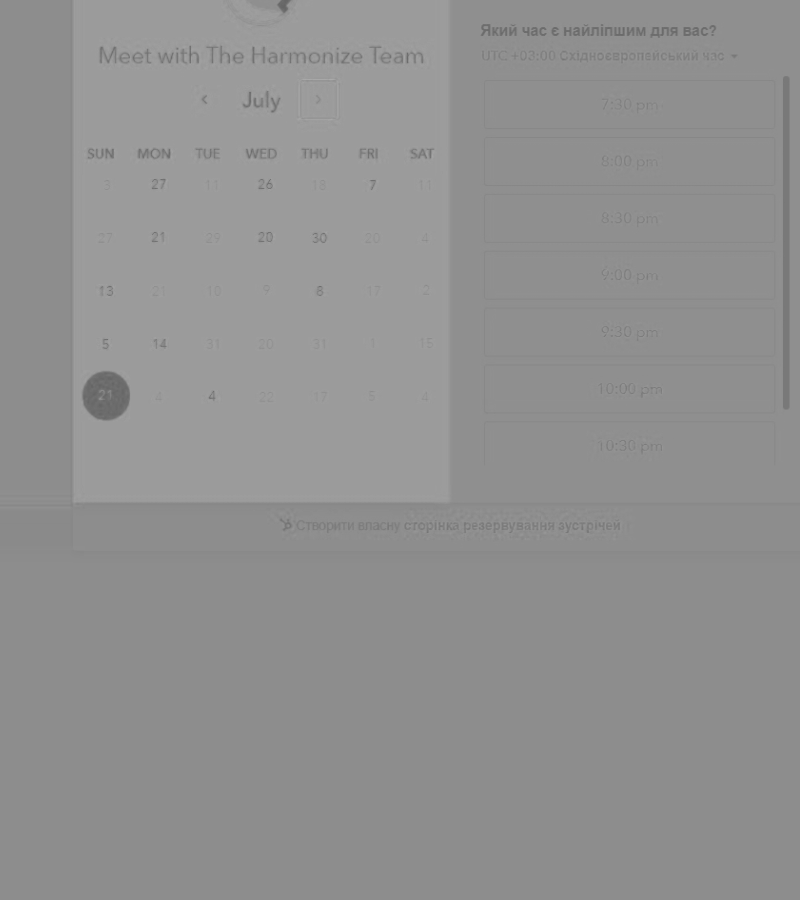 Meet with The Harmonize Team
July
SUN MON TUE WED THU FRI SAT
3 27 11 26 18 7 11
27 21 29 20 30 20 4
13 21 10 9 8 17 2
5 14 31 20 31 1 15
21 4 4 22 17 5 4
Який час є найліпшим для вас?
UTC +03:00 Східноєвропейський час
7:30 pm
8:00 pm
8:30 pm
9:00 pm
9:30 pm
10:00 pm
10:30 pm
Створити власну сторінка резервування зустрічей